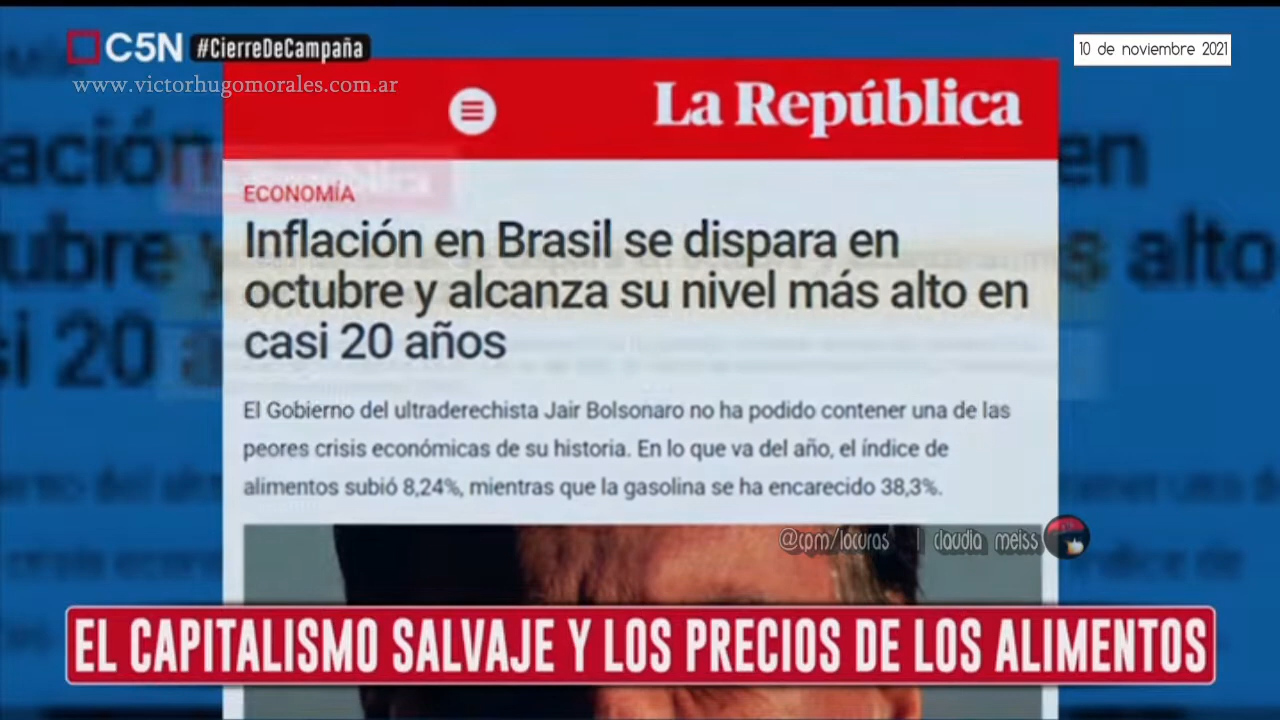 C5N #CierreDeCampaña
10 de noviembre 2021
www.victorhugomorales.com.ar
La República
ECONOMÍA
Inflación en Brasil se dispara en
octubre y alcanza su nivel más alto en
casi 20 años
El Gobierno del ultraderechista Jair Bolsonaro no ha podido contener una de las
peores crisis económicas de su historia. En lo que va del año, el índice de
alimentos subió 8,24%, mientras que la gasolina se ha encarecido 38,3%.
@cpm/locuras | claudia meiss
EL CAPITALISMO SALVAJE Y LOS PRECIOS DE LOS ALIMENTOS